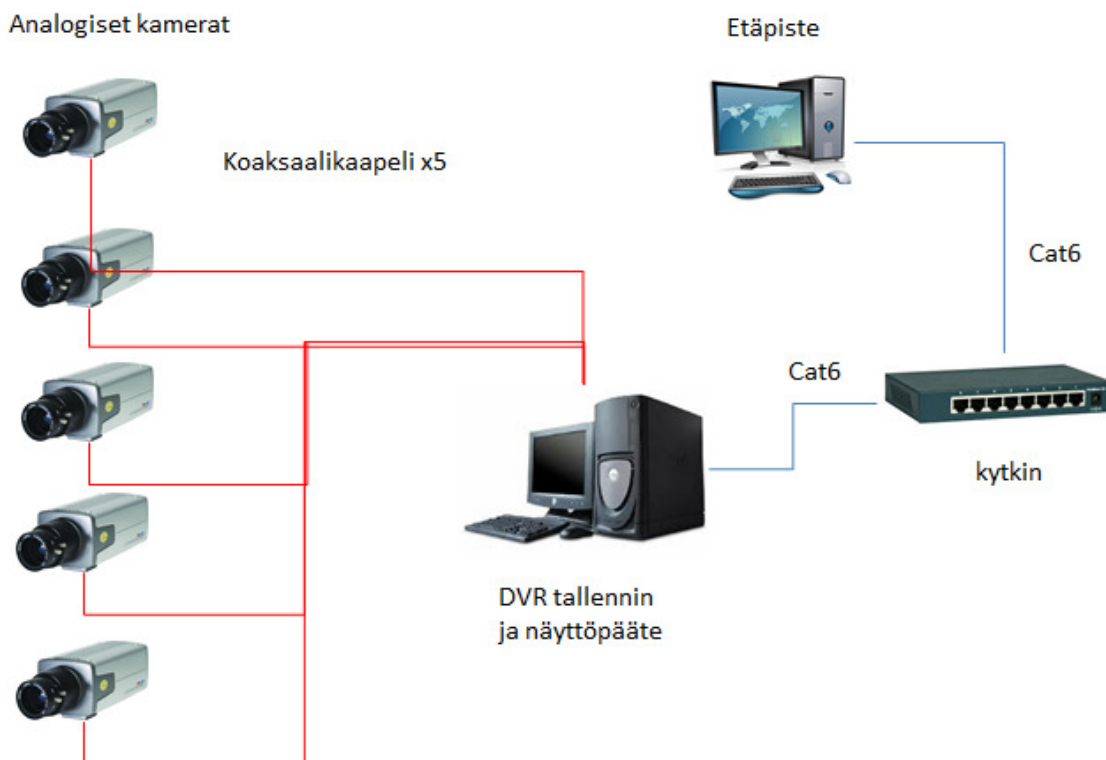 Analogiset kamerat
Etäpiste
Koaksaalikaapeli x5
Cat6
Cat6
kytkin
DVR tallennin
ja näyttöpääte